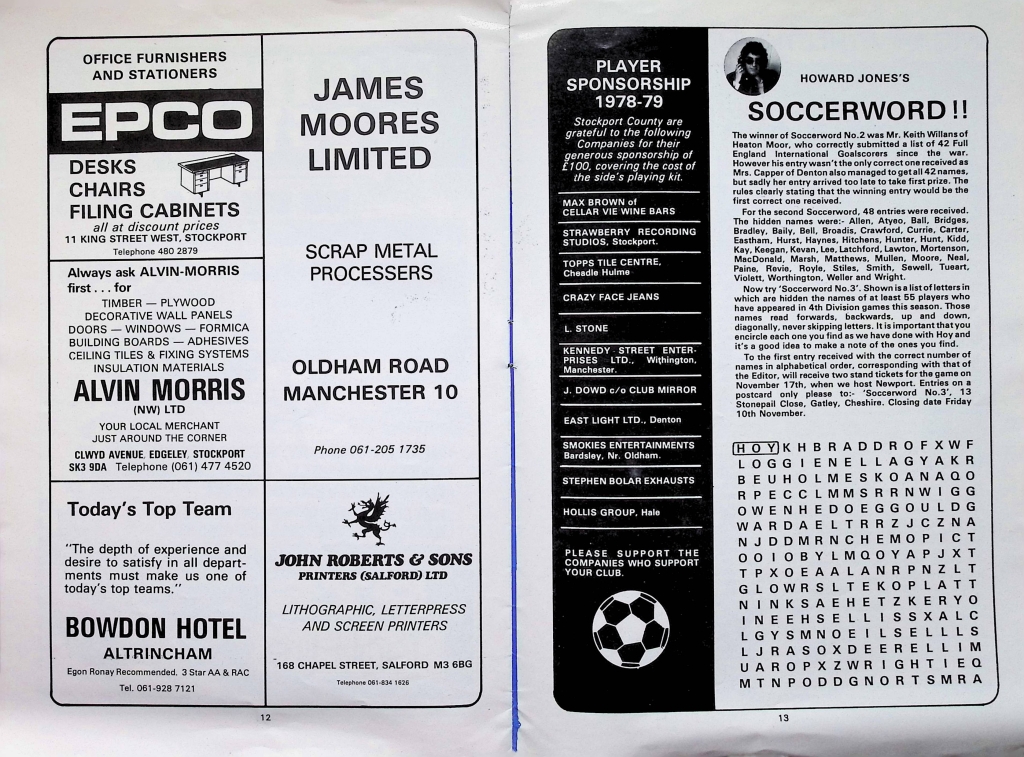 OFFICE FURNISHERS
AND STATIONERS
EPCO
DESKS
CHAIRS
FILING CABINETS
all at discount prices
11 KING STREET WEST, STOCKPORT
Telephone 480 2879
Always ask ALVIN-MORRIS
first . . . for
TIMBER — PLYWOOD
DECORATIVE WALL PANELS
DOORS — WINDOWS — FORMICA
BUILDING BOARDS — ADHESIVES
CEILING TILES & FIXING SYSTEMS
INSULATION MATERIALS
ALVIN MORRIS
(NW) LTD
YOUR LOCAL MERCHANT
JUST AROUND THE CORNER
CLWYD AVENUE, EDGELEY, STOCKPORT
SK3 9DA Telephone (061) 477 4520
Today's Top Team
"The depth of experience and
desire to satisfy in all depart-
ments must make us one of
today's top teams."
BOWDON HOTEL
ALTRINCHAM
Egon Ronay Recommended. 3 Star AA & RAC
Tel. 061-928 7121
JAMES
MOORES
LIMITED
SCRAP METAL
PROCESSERS
OLDHAM ROAD
MANCHESTER 10
Phone 061-205 1735
JOHN ROBERTS & SONS
PRINTERS (SALFORD) LTD
LITHOGRAPHIC, LETTERPRESS
AND SCREEN PRINTERS
168 CHAPEL STREET, SALFORD M3 6BG
Telephone 061-834 1626
12
PLAYER
SPONSORSHIP
1978-79
Stockport County are
grateful to the following
Companies for their
generous sponsorship of
£100, covering the cost of
the side's playing kit.
MAX BROWN of
CELLAR VIE WINE BARS
STRAWBERRY RECORDING
STUDIOS, Stockport.
TOPPS TILE CENTRE,
Cheadle Hulme
CRAZY FACE JEANS
L. STONE
KENNEDY STREET ENTER-
PRISES LTD., Withington,
Manchester.
J. DOWD c/o CLUB MIRROR
EAST LIGHT LTD., Denton
SMOKIES ENTERTAINMENTS
Bardsley, Nr. Oldham.
STEPHEN BOLAR EXHAUSTS
HOLLIS GROUP, Hale
PLEASE SUPPORT THE
COMPANIES WHO SUPPORT
YOUR CLUB.
HOWARD JONES'S
SOCCERWORD !!
The winner of Soccerword No.2 was Mr. Keith Willans of
Heaton Moor, who correctly submitted a list of 42 Full
England International Goalscorers since the war.
However his entry wasn't the only correct one received as
Mrs. Capper of Denton also managed to get all 42 names,
but sadly her entry arrived too late to take first prize. The
rules clearly stating that the winning entry would be the
first correct one received.
For the second Soccerword, 48 entries were received.
The hidden names were:- Allen, Atyeo, Ball, Bridges,
Bradley, Baily, Bell, Broadis, Crawford, Currie, Carter,
Eastham, Hurst, Haynes, Hitchens, Hunter, Hunt, Kidd,
Kay, Keegan, Kevan, Lee, Latchford, Lawton, Mortenson,
MacDonald, Marsh, Matthews, Mullen, Moore, Neal,
Paine, Revie, Royle, Stiles, Smith, Sewell, Tueart,
Violett, Worthington, Weller and Wright.
Now try 'Soccerword No.3'. Shown is a list of letters in
which are hidden the names of at least 55 players who
have appeared in 4th Division games this season. Those
names read forwards, backwards, up and down,
diagonally, never skipping letters. It is important that you
encircle each one you find as we have done with Hoy and
it's a good idea to make a note of the ones you find.
To the first entry received with the correct number of
names in alphabetical order, corresponding with that of
the Editor, will receive two stand tickets for the game on
November 17th, when we host Newport. Entries on a
postcard only please to:- 'Soccerword No.3', 13
Stonepail Close, Gatley, Cheshire. Closing date Friday
10th November.
H O Y K H B R A D D R O F X W F
L O G G I E N E L L A G Y A K R
B E U H O L M E S K O A N A Q O
R P E C C L M M S R R N W I G G
O W E N H E D O E G G O U L D G
W A R D A E L T R R Z J C Z N A
N J D D M R N C H E M O P I C T
O O I O B Y L M Q O Y A P J X T
T P X O E A A L A N R P N Z L T
G L O W R S L T E K O P L A T T
N I N K S A E H E T Z K E R Y O
I N E E H S E L L I S S X A L C
L G Y S M N O E I L S E L L L S
L J R A S O X D E E R E L L I M
U A R O P X Z W R I G H T I E Q
M T N P O D D G N O R T S M R A
13